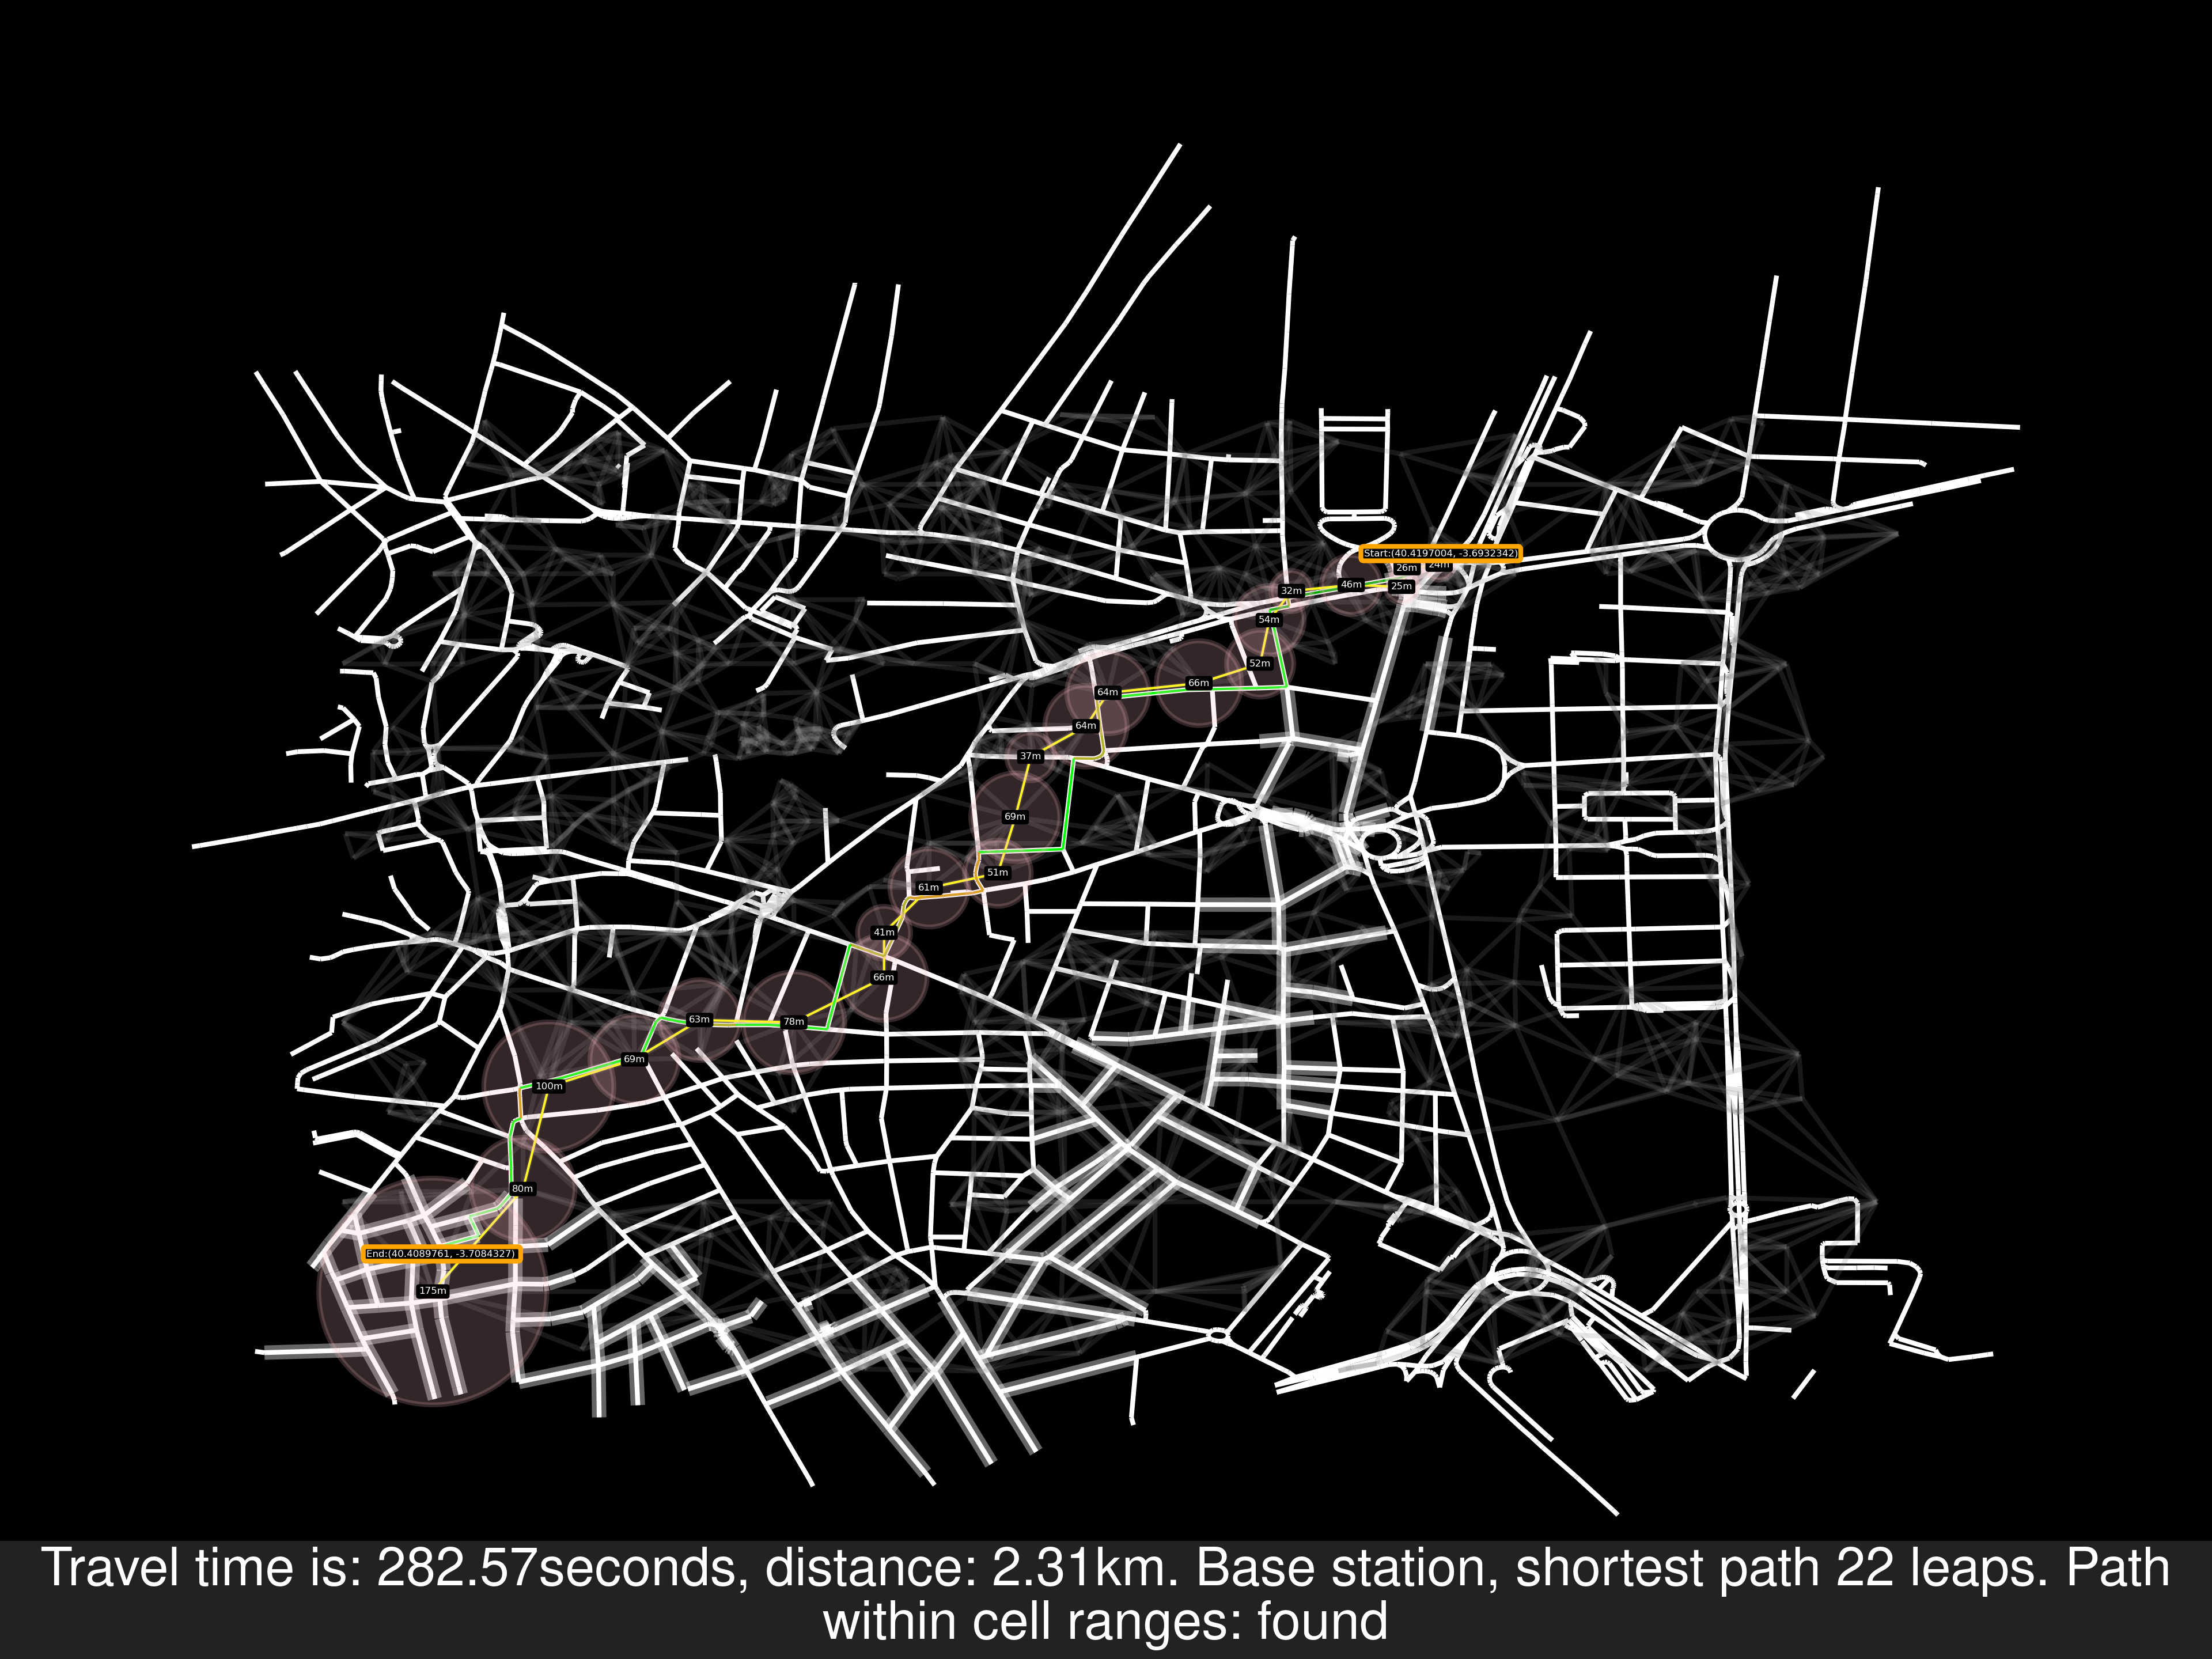 Start:(40.4197004, -3.6932342)
26m
24m
25m
46m
32m
54m
52m
66m
64m
64m
37m
69m
51m
61m
41m
66m
78m
63m
69m
100m
80m
End:(40.4089761, -3.7084327)
175m
Travel time is: 282.57seconds, distance: 2.31km. Base station, shortest path 22 leaps. Path
within cell ranges: found